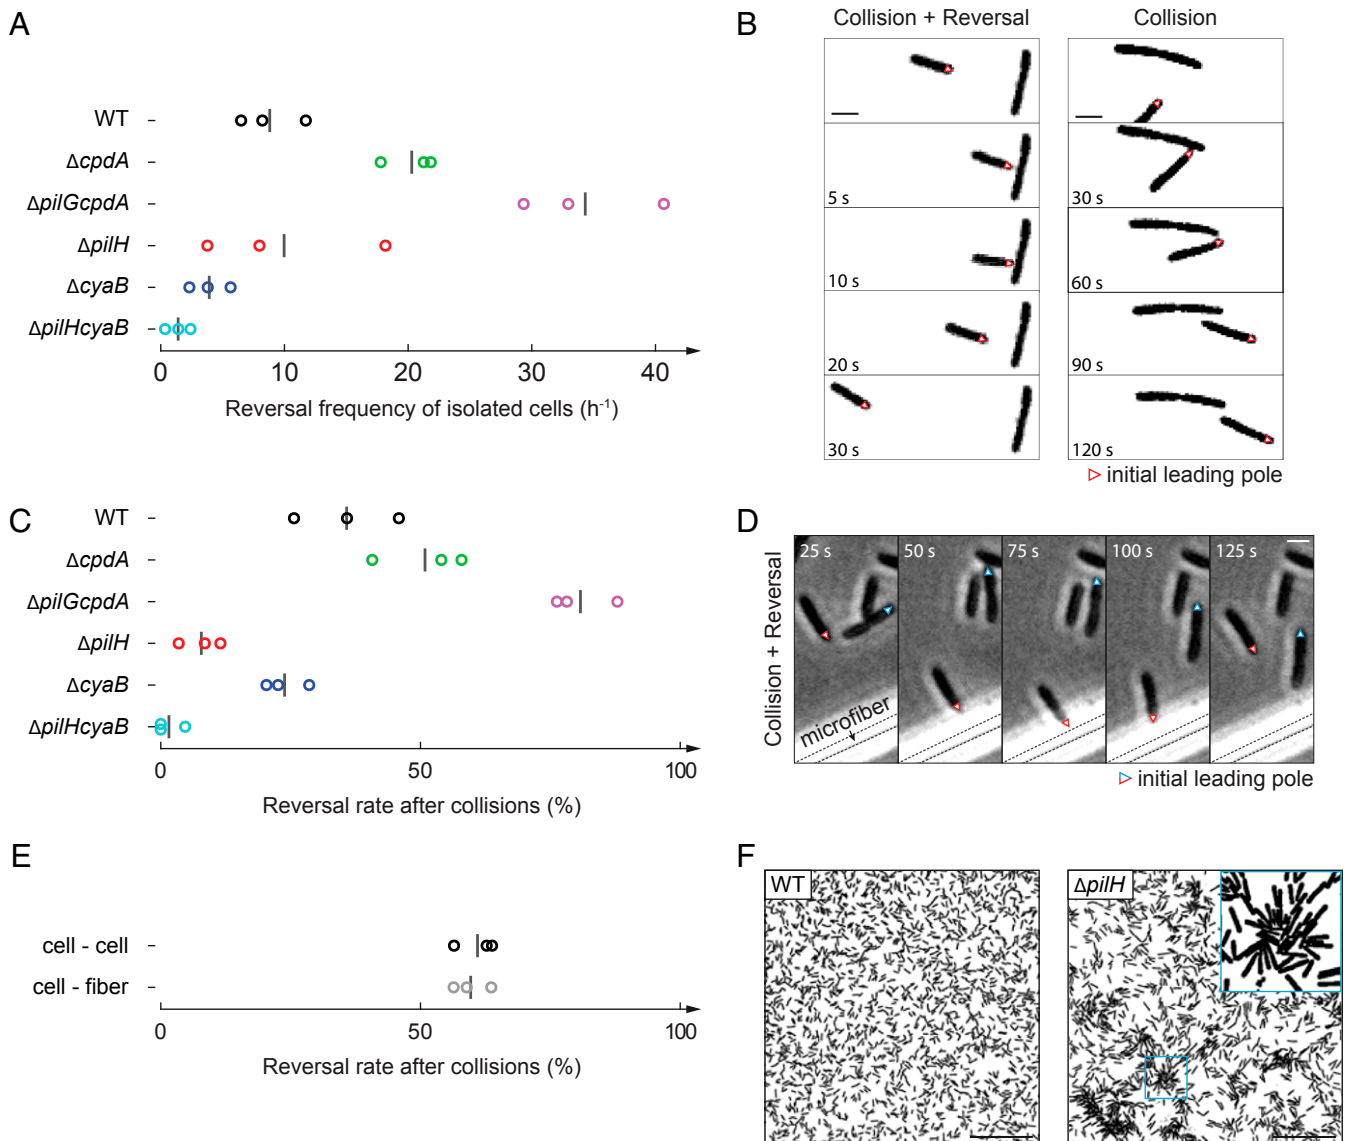 A
WT
ΔcpdA
ΔpilGcpdA
ΔpilH
ΔcyaB
ΔpilHcyaB
0 10 20 30 40
Reversal frequency of isolated cells (h⁻¹)
B
Collision + Reversal Collision
5 s 30 s
10 s 60 s
20 s 90 s
30 s 120 s
initial leading pole
C
WT
ΔcpdA
ΔpilGcpdA
ΔpilH
ΔcyaB
ΔpilHcyaB
0 50 100
Reversal rate after collisions (%)
D
Collision + Reversal
25 s 50 s 75 s 100 s 125 s
microfiber
initial leading pole
E
cell - cell
cell - fiber
0 50 100
Reversal rate after collisions (%)
F
WT ΔpilH